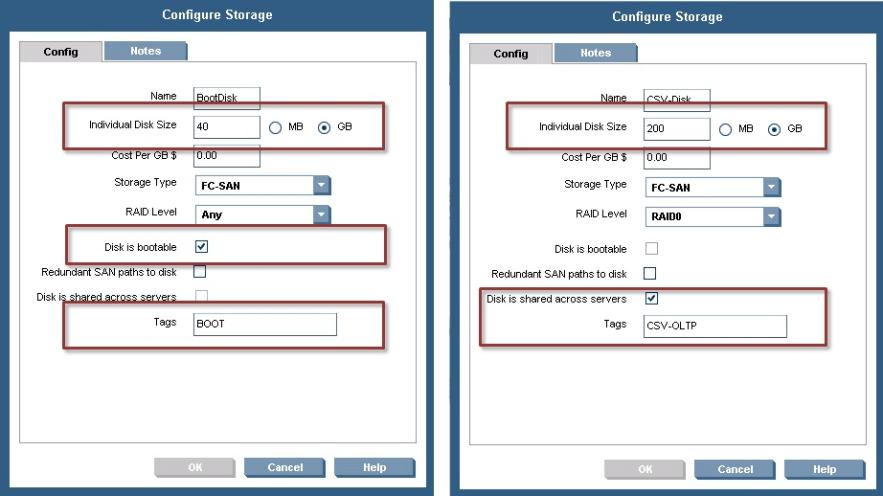 Configure Storage
Config Notes
Name BootDisk
Individual Disk Size 40 MB GB
Cost Per GB $ 0.00
Storage Type FC-SAN
RAID Level Any
Disk is bootable
Redundant SAN paths to disk
Disk is shared across servers
Tags BOOT
OK Cancel Help
Configure Storage
Config Notes
Name CSV-Disk
Individual Disk Size 200 MB GB
Cost Per GB $ 0.00
Storage Type FC-SAN
RAID Level RAID0
Disk is bootable
Redundant SAN paths to disk
Disk is shared across servers
Tags CSV-OLTP
OK Cancel Help